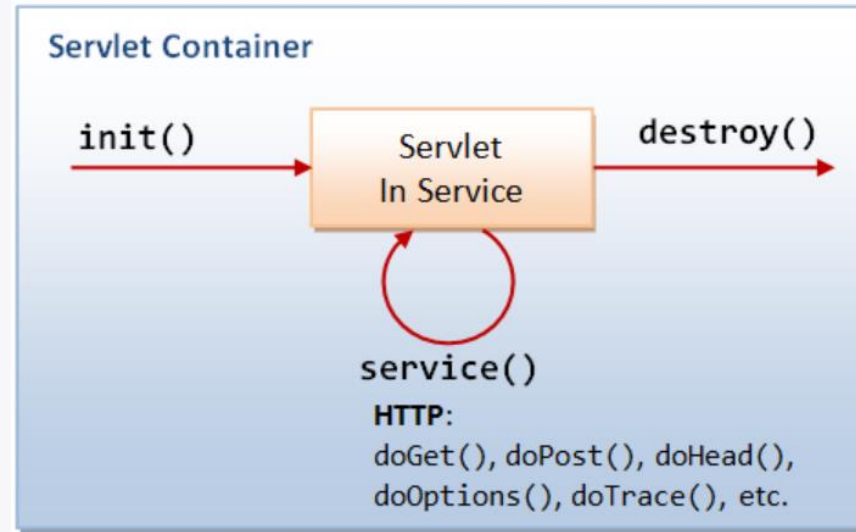 Servlet Container
init()
Servlet
In Service
destroy()
service()
HTTP:
doGet(), doPost(), doHead(),
doOptions(), doTrace(), etc.